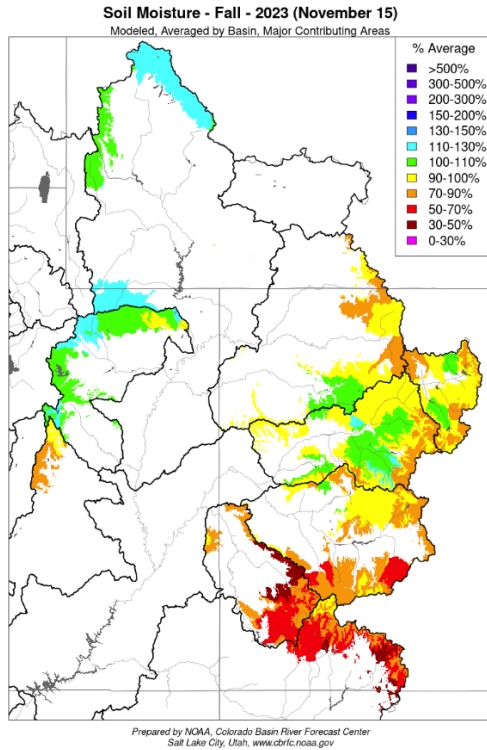 Soil Moisture - Fall - 2023 (November 15)
Modeled, Averaged by Basin, Major Contributing Areas
% Average
>500%
300-500%
200-300%
150-200%
130-150%
110-130%
100-110%
90-100%
70-90%
50-70%
30-50%
0-30%
Prepared by NOAA, Colorado Basin River Forecast Center
Salt Lake City, Utah, www.cbrfc.noaa.gov